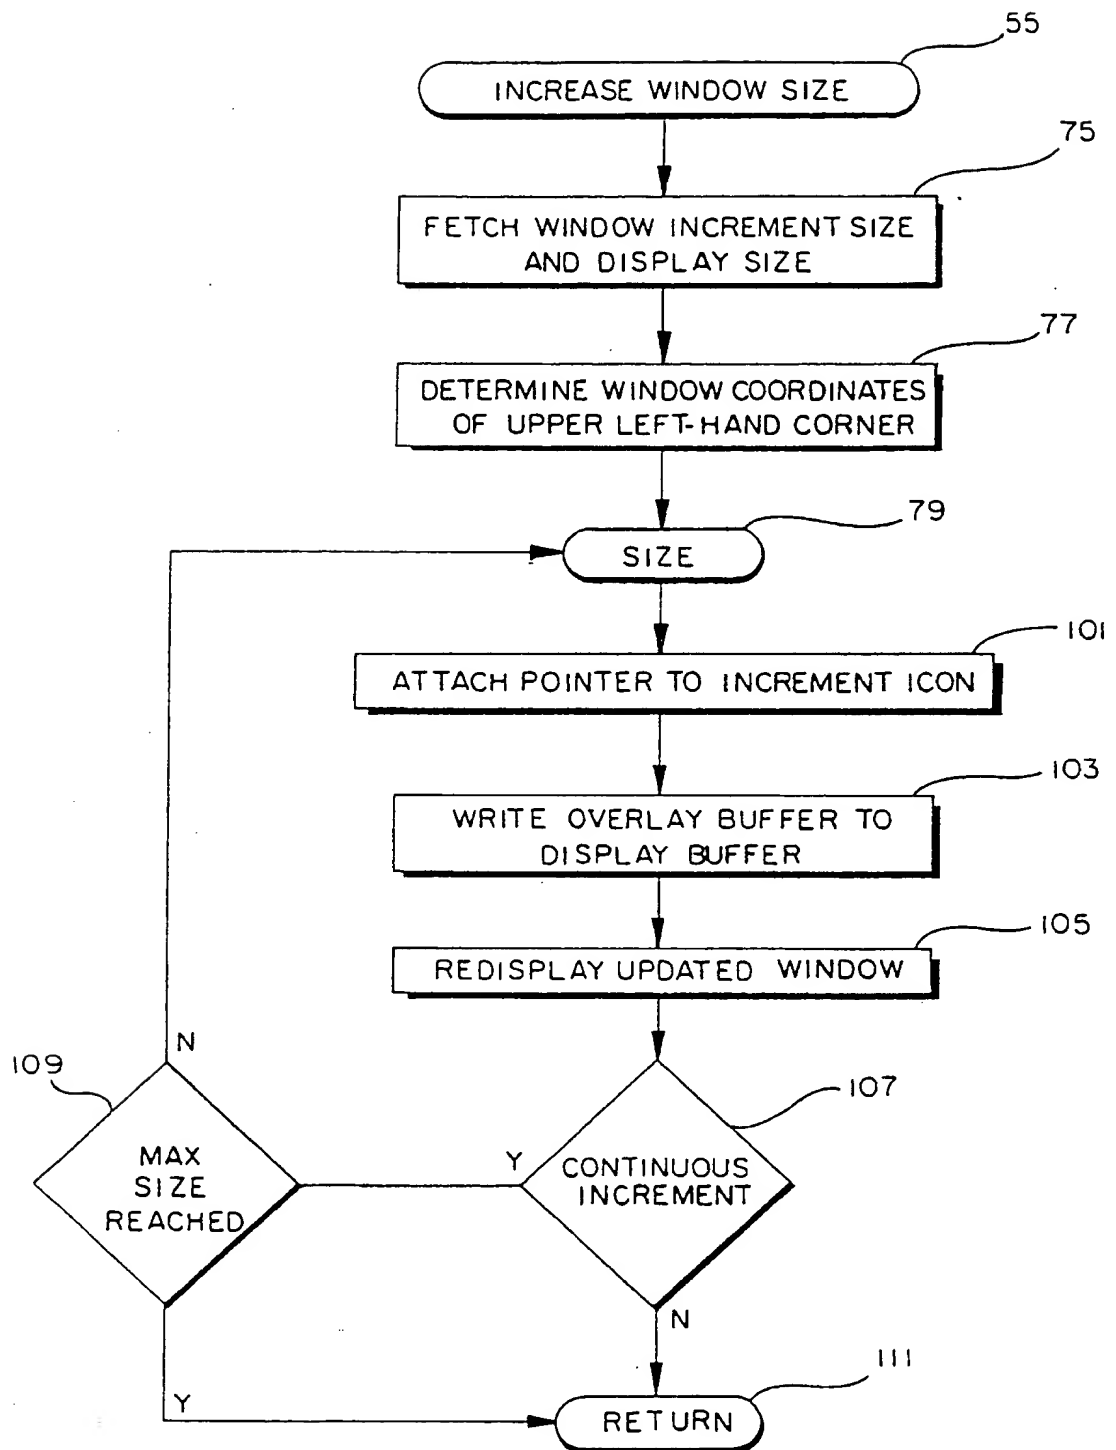 55
INCREASE WINDOW SIZE
75
FETCH WINDOW INCREMENT SIZE
AND DISPLAY SIZE
77
DETERMINE WINDOW COORDINATES
OF UPPER LEFT-HAND CORNER
79
SIZE
101
ATTACH POINTER TO INCREMENT ICON
103
WRITE OVERLAY BUFFER TO
DISPLAY BUFFER
105
REDISPLAY UPDATED WINDOW
N
109
107
MAX
SIZE
REACHED
Y
CONTINUOUS
INCREMENT
N
Y
111
RETURN